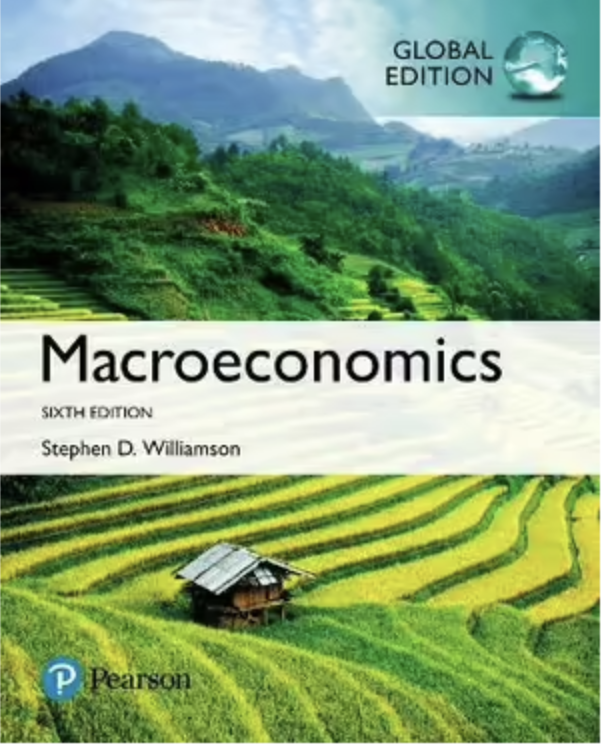 GLOBAL
EDITION
Macroeconomics
SIXTH EDITION
Stephen D. Williamson
P Pearson